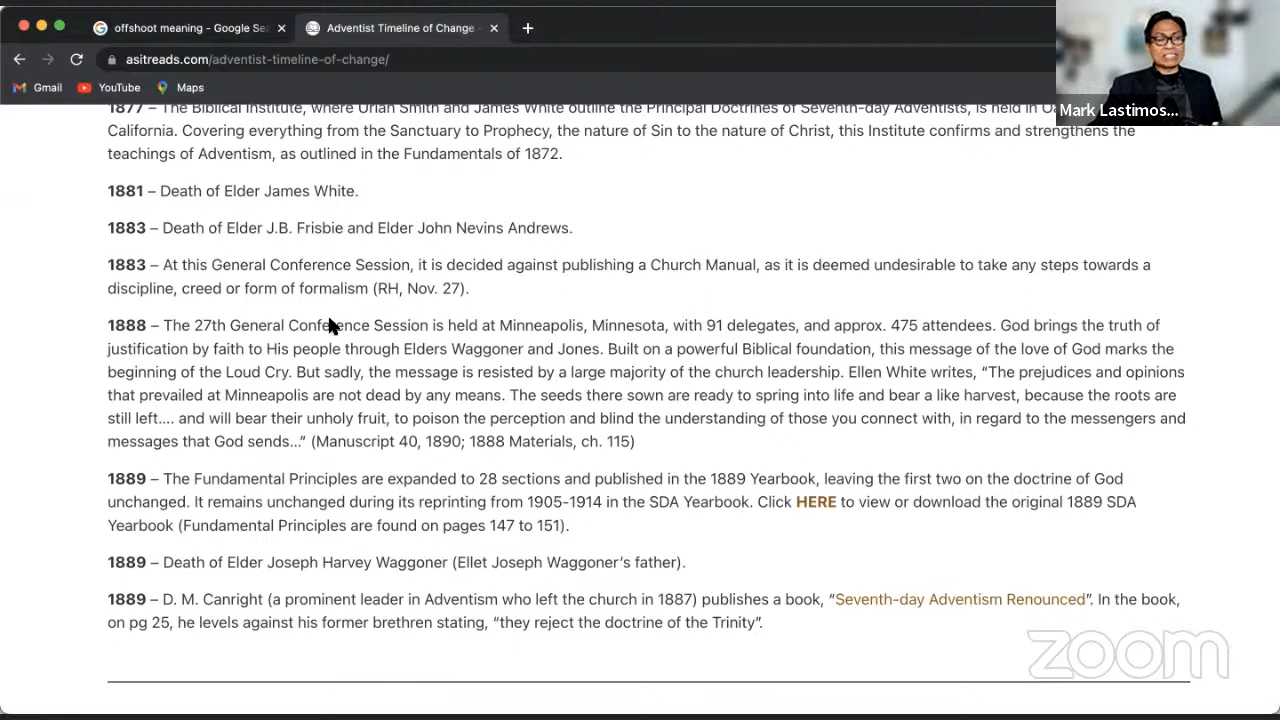 offshoot meaning - Google Se
Adventist Timeline of Change -
asitreads.com/adventist-timeline-of-change/
Gmail YouTube Maps
Mark Lastimos...
1877 – The Biblical Institute, where Uriah Smith and James White outline the Principal Doctrines of Seventh-day Adventists, is held in
California. Covering everything from the Sanctuary to Prophecy, the nature of Sin to the nature of Christ, this Institute confirms and strengthens the
teachings of Adventism, as outlined in the Fundamentals of 1872.
1881 – Death of Elder James White.
1883 – Death of Elder J.B. Frisbie and Elder John Nevins Andrews.
1883 – At this General Conference Session, it is decided against publishing a Church Manual, as it is deemed undesirable to take any steps towards a
discipline, creed or form of formalism (RH, Nov. 27).
1888 – The 27th General Conference Session is held at Minneapolis, Minnesota, with 91 delegates, and approx. 475 attendees. God brings the truth of
justification by faith to His people through Elders Waggoner and Jones. Built on a powerful Biblical foundation, this message of the love of God marks the
beginning of the Loud Cry. But sadly, the message is resisted by a large majority of the church leadership. Ellen White writes, “The prejudices and opinions
that prevailed at Minneapolis are not dead by any means. The seeds there sown are ready to spring into life and bear a like harvest, because the roots are
still left.... and will bear their unholy fruit, to poison the perception and blind the understanding of those you connect with, in regard to the messengers and
messages that God sends...” (Manuscript 40, 1890; 1888 Materials, ch. 115)
1889 – The Fundamental Principles are expanded to 28 sections and published in the 1889 Yearbook, leaving the first two on the doctrine of God
unchanged. It remains unchanged during its reprinting from 1905-1914 in the SDA Yearbook. Click HERE to view or download the original 1889 SDA
Yearbook (Fundamental Principles are found on pages 147 to 151).
1889 – Death of Elder Joseph Harvey Waggoner (Ellet Joseph Waggoner’s father).
1889 – D. M. Canright (a prominent leader in Adventism who left the church in 1887) publishes a book, “Seventh-day Adventism Renounced”. In the book,
on pg 25, he levels against his former brethren stating, “they reject the doctrine of the Trinity”.
zoom